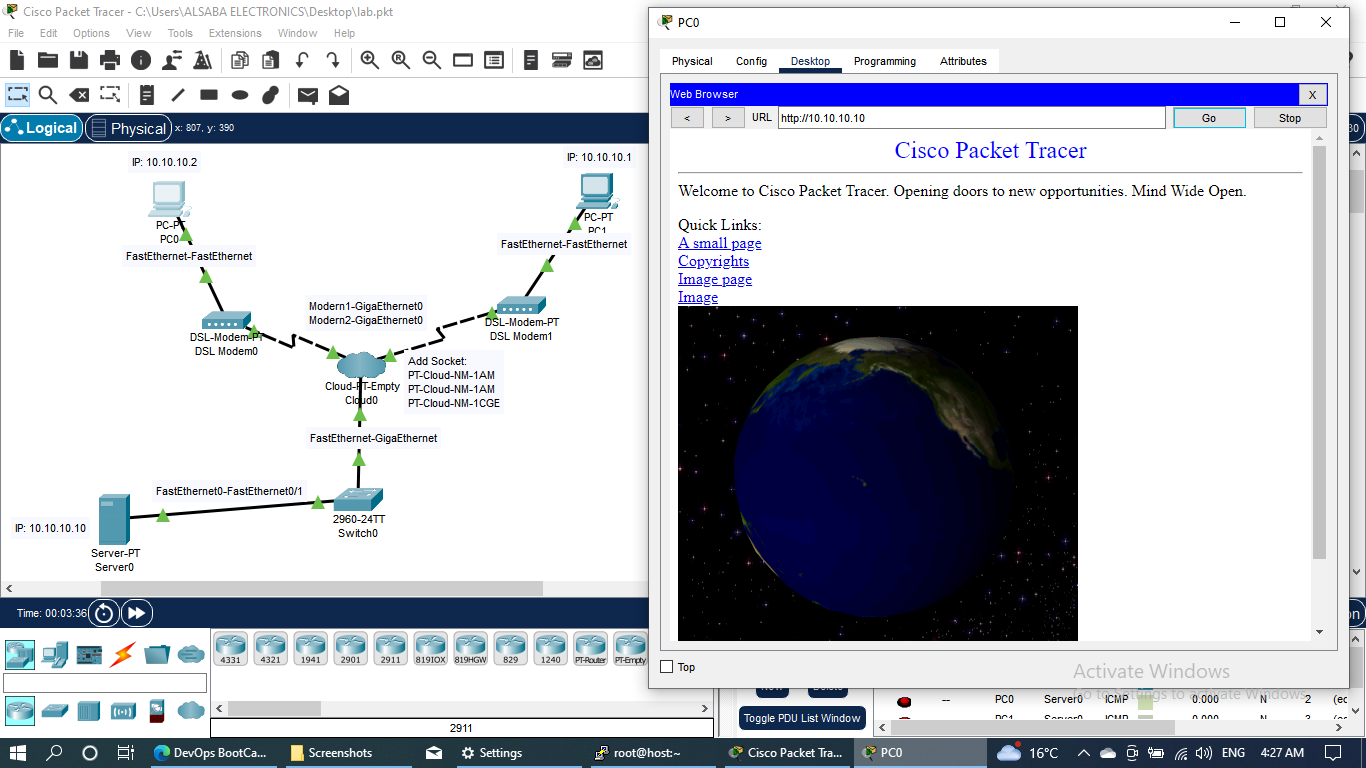 Cisco Packet Tracer - C:\Users\ALSABA ELECTRONICS\Desktop\lab.pkt
File Edit Options View Tools Extensions Window Help
Logical
Physical
x: 807, y: 390
IP: 10.10.10.2
PC-PT
PC0
FastEthernet-FastEthernet
IP: 10.10.10.1
PC-PT
PC1
FastEthernet-FastEthernet
Modern1-GigaEthernet0
Modern2-GigaEthernet0
DSL-Modem-PT
DSL Modem0
DSL-Modem-PT
DSL Modem1
Cloud-PT-Empty
Cloud0
Add Socket:
PT-Cloud-NM-1AM
PT-Cloud-NM-1AM
PT-Cloud-NM-1CGE
FastEthernet-GigaEthernet
FastEthernet0-FastEthernet0/1
2960-24TT
Switch0
IP: 10.10.10.10
Server-PT
Server0
Time: 00:03:36
4331 4321 1941 2901 2911 819IOX 819HGW 829 1240 PT-Router PT-Empty
2911
PC0
Physical Config Desktop Programming Attributes
Web Browser
X
< > URL http://10.10.10.10 Go Stop
Cisco Packet Tracer
Welcome to Cisco Packet Tracer. Opening doors to new opportunities. Mind Wide Open.
Quick Links:
A small page
Copyrights
Image page
Image
Top
Activate Windows
Go to Settings to activate Windows.
New Delete
Toggle PDU List Window
-- PC0 Server0 ICMP 0.000 N 2
PC1 Server0 ICMP 0.000 N 3
DevOps BootCa...
Screenshots
Settings
root@host:~
Cisco Packet Tra...
PC0
16°C
ENG
4:27 AM